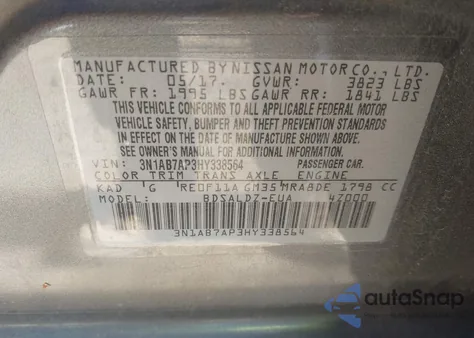 MANUFACTURED BY NISSAN MOTOR CO., LTD.
DATE: 05/17. GVWR: 3823 LBS
GAWR FR: 1995 LBS GAWR RR: 1841 LBS
THIS VEHICLE CONFORMS TO ALL APPLICABLE FEDERAL MOTOR
VEHICLE SAFETY, BUMPER AND THEFT PREVENTION STANDARDS
IN EFFECT ON THE DATE OF MANUFACTURE SHOWN ABOVE.
SEE OWNER'S MANUAL FOR ADDITIONAL INFORMATION.
VIN: 3N1AB7AP3HY338564 PASSENGER CAR.
COLOR TRIM TRANS AXLE ENGINE
KAD G RE0F11A GM35 MRA8DE 1798 CC
MODEL: BDSALDZ-EUA 4Z000
3N1AB7AP3HY338564
autoSnap
Powered by